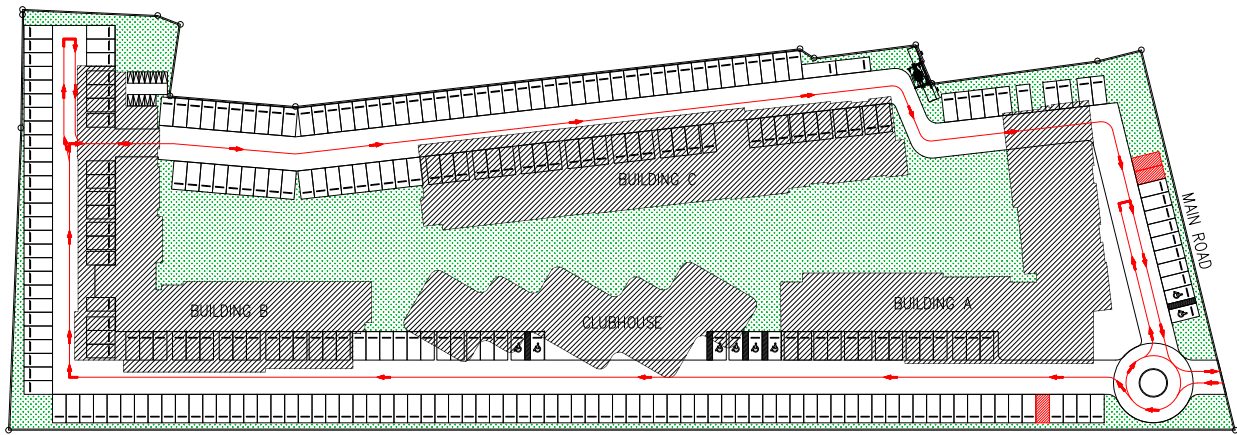 BUILDING C
MAIN ROAD
BUILDING B
CLUBHOUSE
BUILDING A